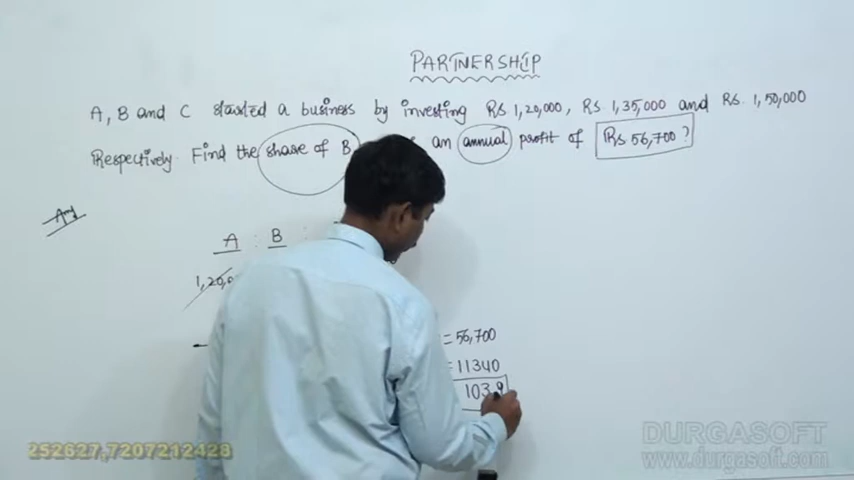 PARTNERSHIP
A, B and C started a business by investing Rs 1,20,000, Rs. 1,35,000 and Rs. 1,50,000
Respectively. Find the share of B an annual profit of Rs. 56,700?
Ans
A : B :
1,20,0
= 56,700
= 11340
103.9
252627,7207212428
DURGASOFT
www.durgasoft.com